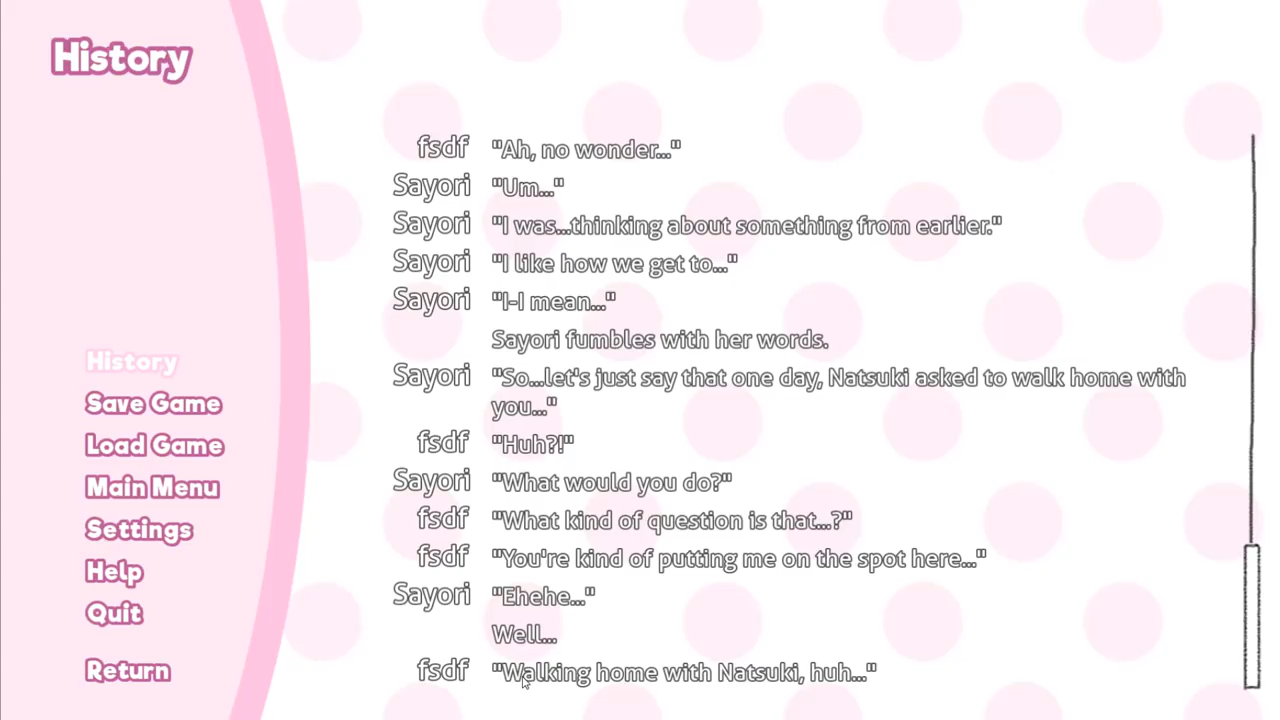 History
fsdf "Ah, no wonder..."
Sayori "Um..."
Sayori "I was...thinking about something from earlier."
Sayori "I like how we get to..."
Sayori "I-I mean..."
Sayori fumbles with her words.
Sayori "So...let's just say that one day, Natsuki asked to walk home with
you..."
fsdf "Huh?!"
Sayori "What would you do?"
fsdf "What kind of question is that...?"
fsdf "You're kind of putting me on the spot here..."
Sayori "Ehehe..."
Well...
fsdf "Walking home with Natsuki, huh..."
History
Save Game
Load Game
Main Menu
Settings
Help
Quit
Return